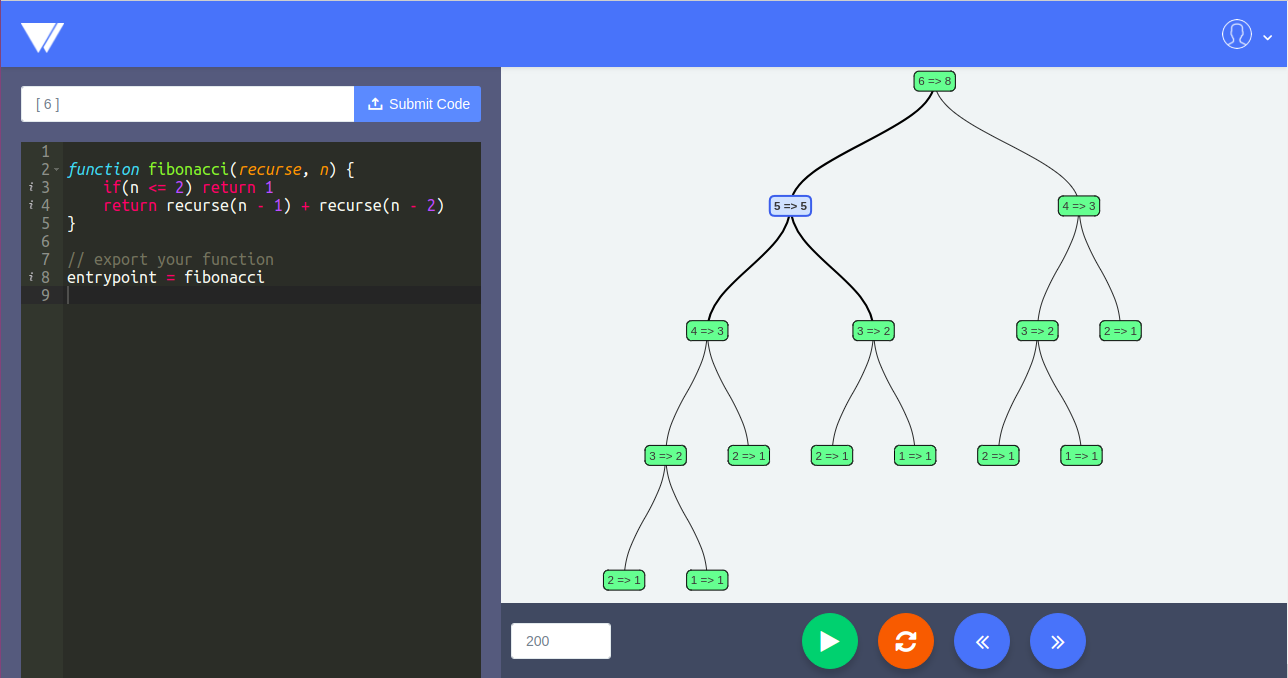 [ 6 ]
Submit Code
1
2 function fibonacci(recurse, n) {
i 3     if(n <= 2) return 1
i 4     return recurse(n - 1) + recurse(n - 2)
5 }
6
7 // export your function
i 8 entrypoint = fibonacci
9
6 => 8
5 => 5
4 => 3
4 => 3
3 => 2
3 => 2
2 => 1
3 => 2
2 => 1
2 => 1
1 => 1
2 => 1
1 => 1
2 => 1
1 => 1
200